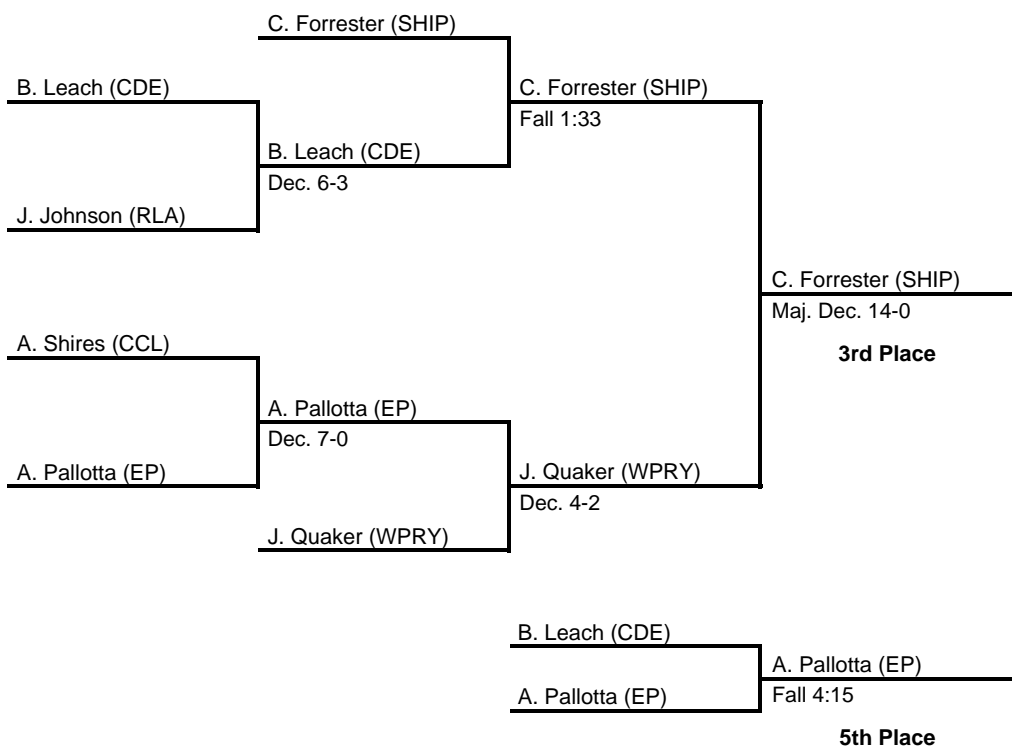 C. Forrester (SHIP)
B. Leach (CDE)
C. Forrester (SHIP)
Fall 1:33
B. Leach (CDE)
Dec. 6-3
J. Johnson (RLA)
C. Forrester (SHIP)
Maj. Dec. 14-0
3rd Place
A. Shires (CCL)
A. Pallotta (EP)
Dec. 7-0
A. Pallotta (EP)
J. Quaker (WPRY)
Dec. 4-2
J. Quaker (WPRY)
B. Leach (CDE)
A. Pallotta (EP)
Fall 4:15
A. Pallotta (EP)
5th Place